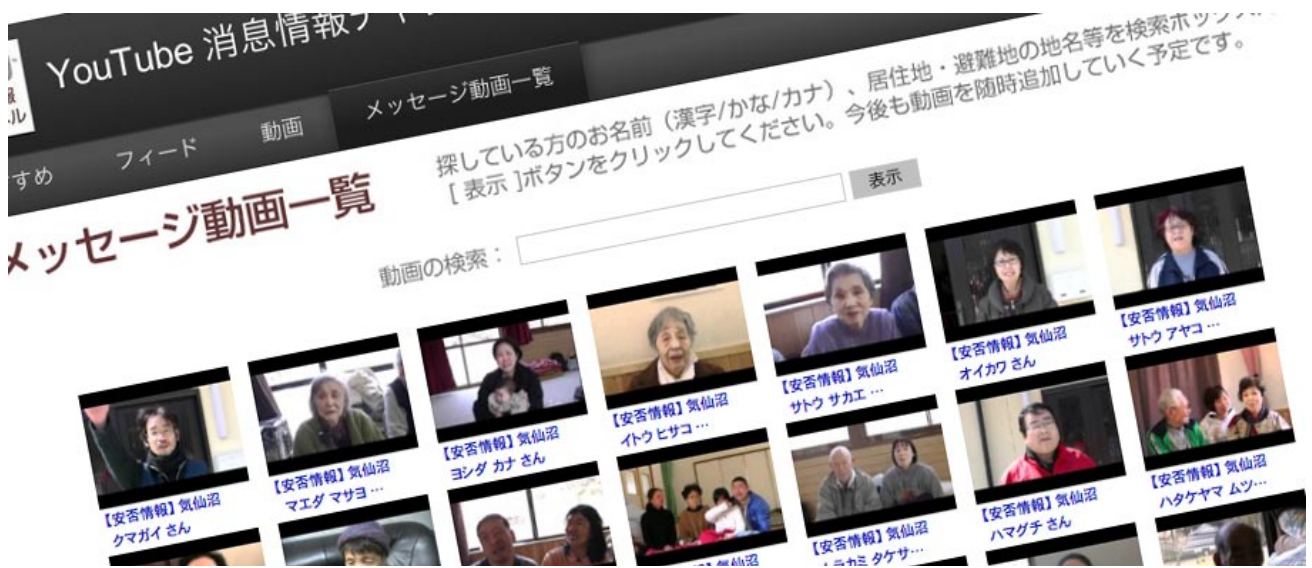 YouTube 消息情報チャ
メッセージ動画一覧
動画
フィード
すめ
メッセージ動画一覧
探している方のお名前（漢字/かな/カナ）、居住地・避難地の地名等を検索ボックス
[ 表示 ]ボタンをクリックしてください。今後も動画を随時追加していく予定です。
動画の検索：
表示
【安否情報】気仙沼
クマガイ さん
【安否情報】気仙沼
マエダ マサヨ …
【安否情報】気仙沼
ヨシダ カナ さん
【安否情報】気仙沼
イトウ ヒサコ …
【安否情報】気仙沼
サトウ サカエ …
【安否情報】気仙沼
オイカワ さん
【安否情報】気仙沼
サトウ アヤコ …
【安否情報】気仙沼
ムラカミ タケサ…
【安否情報】気仙沼
ハマグチ さん
【安否情報】気仙沼
ハタケヤマ ムツ…